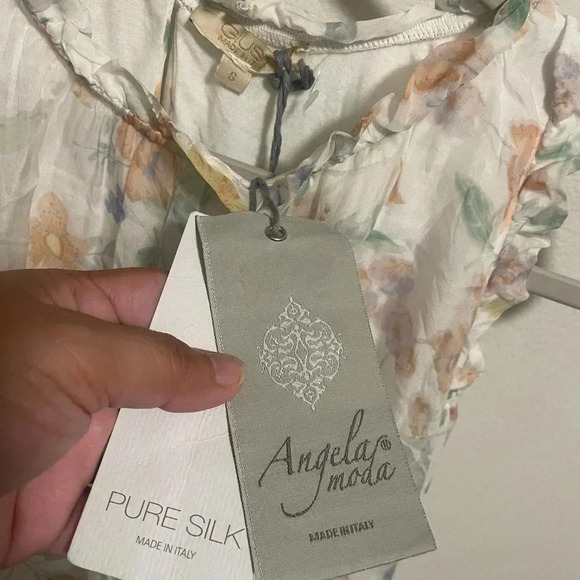 S
Angela
moda
MADE IN ITALY
PURE SILK
MADE IN ITALY